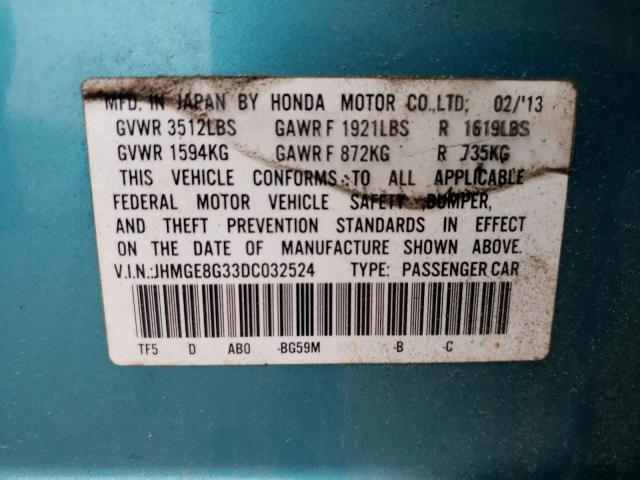 MFD. IN JAPAN BY HONDA MOTOR CO.,LTD; 02/'13
GVWR 3512LBS GAWR F 1921LBS R 1619LBS
GVWR 1594KG GAWR F 872KG R 735KG
THIS VEHICLE CONFORMS TO ALL APPLICABLE
FEDERAL MOTOR VEHICLE SAFETY, BUMPER,
AND THEFT PREVENTION STANDARDS IN EFFECT
ON THE DATE OF MANUFACTURE SHOWN ABOVE.
V.I.N.:JHMGE8G33DC032524 TYPE: PASSENGER CAR
TF5 D AB0 -BG59M -B -C